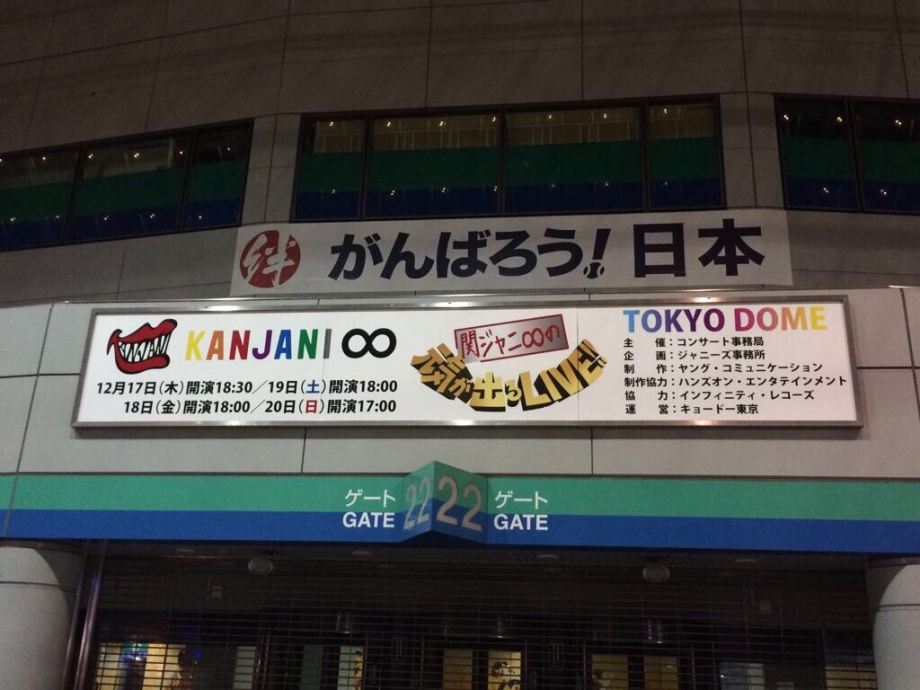 絆 がんばろう!日本
KANJANI
KANJANI ∞
12月17日(木)開演18:30/19日(土)開演18:00
18日(金)開演18:00/20日(日)開演17:00
関ジャニ∞の
元気が出るLIVE!!
TOKYO DOME
主 催:コンサート事務局
企 画:ジャニーズ事務所
制 作:ヤング・コミュニケーション
制作協力:ハンズオン・エンタテインメント
協 力:インフィニティ・レコーズ
運 営:キョードー東京
ゲート 22 22 ゲート
GATE GATE